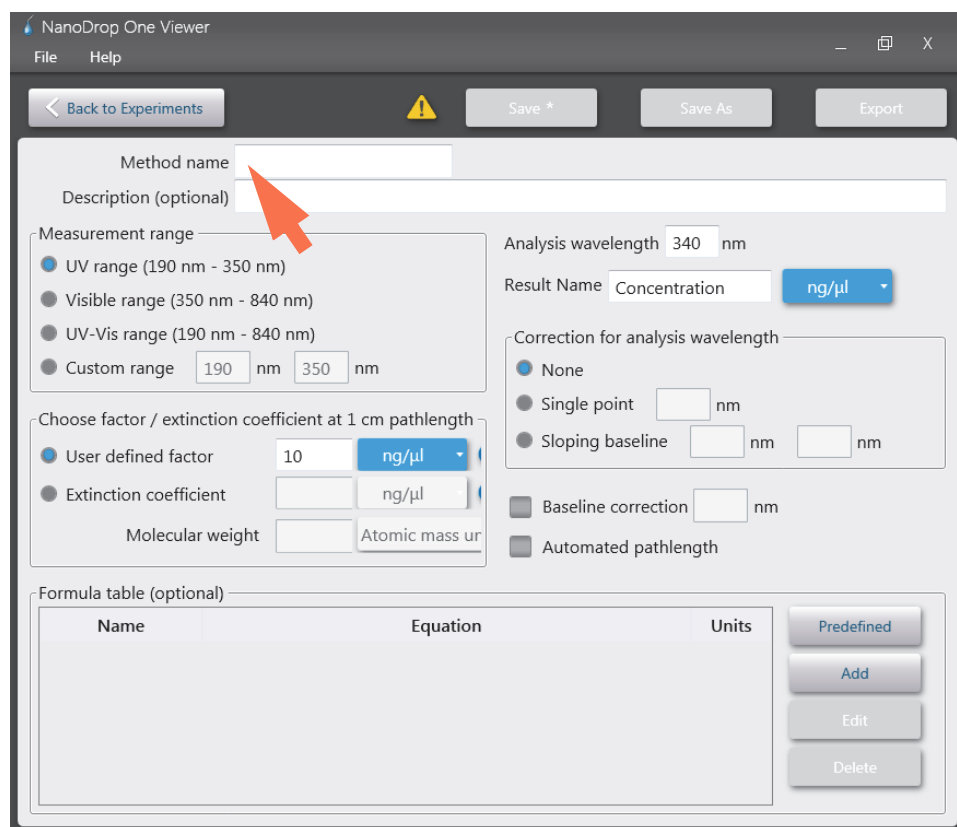 NanoDrop One Viewer
File Help
Back to Experiments Save * Save As Export
Method name
Description (optional)
Measurement range
UV range (190 nm - 350 nm)
Visible range (350 nm - 840 nm)
UV-Vis range (190 nm - 840 nm)
Custom range 190 nm 350 nm
Analysis wavelength 340 nm
Result Name Concentration ng/µl
Correction for analysis wavelength
None
Single point nm
Sloping baseline nm nm
Choose factor / extinction coefficient at 1 cm pathlength
User defined factor 10 ng/µl
Extinction coefficient ng/µl
Molecular weight Atomic mass
Baseline correction nm
Automated pathlength
Formula table (optional)
Name Equation Units
Predefined
Add
Edit
Delete